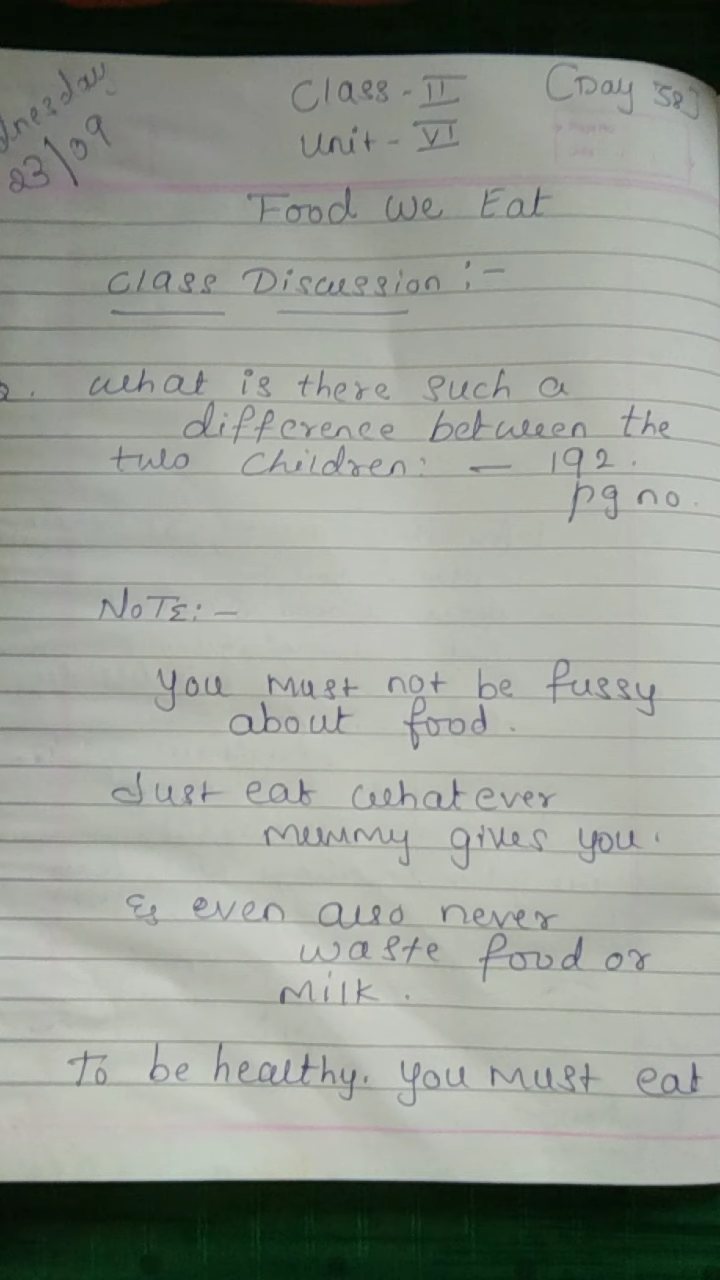 dnesday
23/09
Class - II (Day 58)
Unit - VI
Food We Eat
Class Discussion :-
2. what is there such a
difference between the
two children: — 192.
pg no.
NOTE: -
you must not be fussy
about food.
Just eat whatever
mummy gives you.
& even also never
waste food or
milk.
To be healthy. you must eat